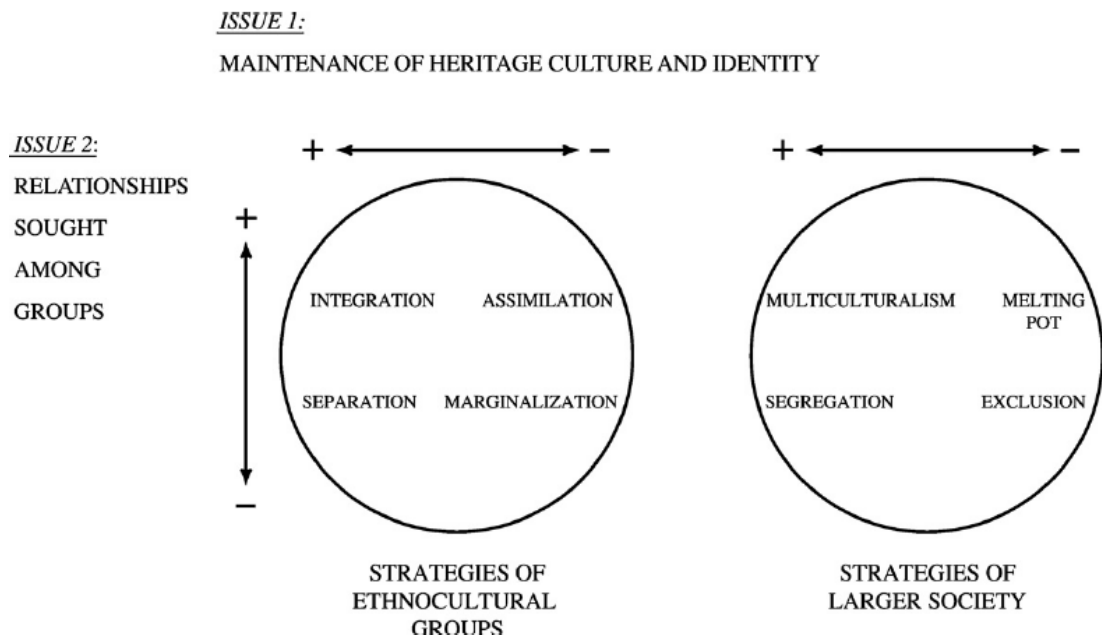 ISSUE 1:
MAINTENANCE OF HERITAGE CULTURE AND IDENTITY
ISSUE 2:
RELATIONSHIPS
SOUGHT
AMONG
GROUPS
+ −
+ −
+
−
INTEGRATION ASSIMILATION
SEPARATION MARGINALIZATION
MULTICULTURALISM MELTING
POT
SEGREGATION EXCLUSION
STRATEGIES OF
ETHNOCULTURAL
GROUPS
STRATEGIES OF
LARGER SOCIETY